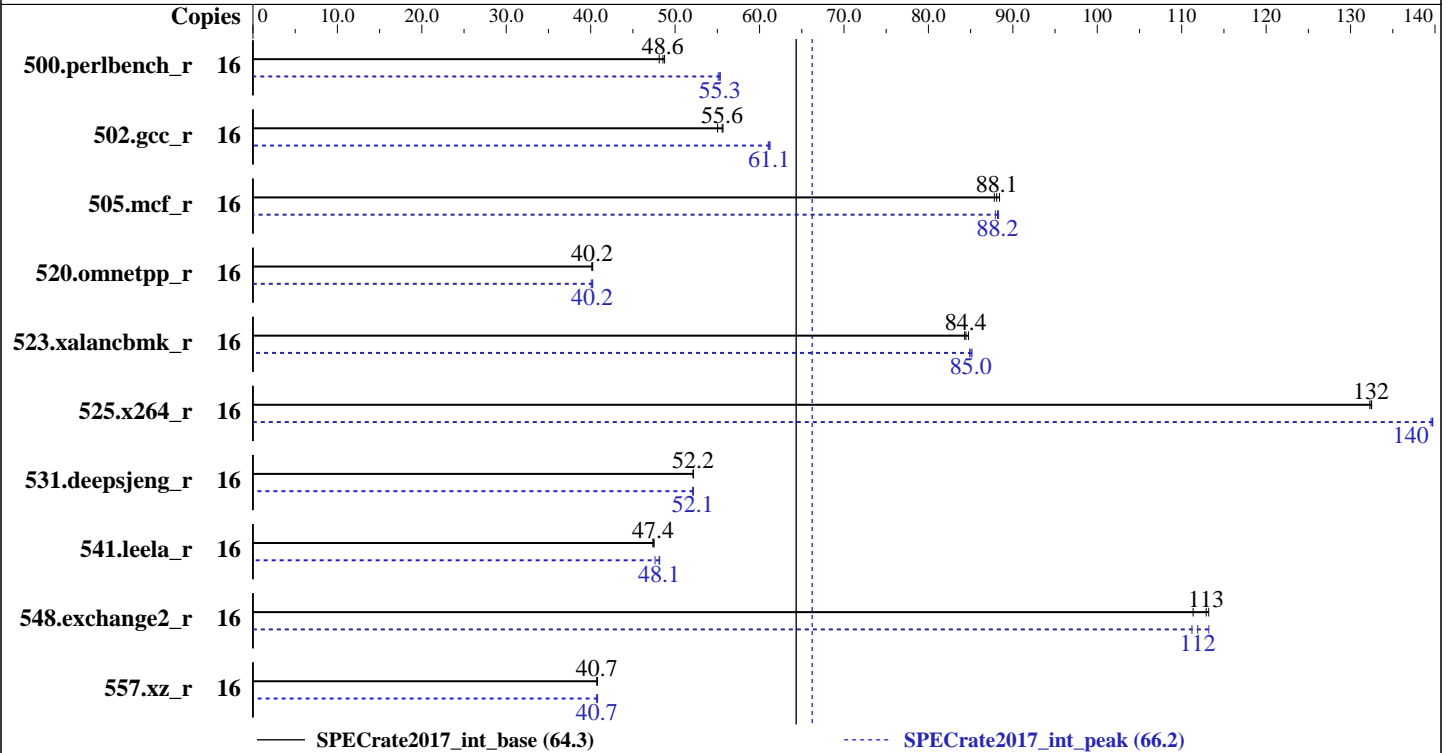 Copies 0 10.0 20.0 30.0 40.0 50.0 60.0 70.0 80.0 90.0 100 110 120 130 140
48.6
500.perlbench_r 16
55.3
55.6
502.gcc_r 16
61.1
88.1
505.mcf_r 16
88.2
40.2
520.omnetpp_r 16
40.2
84.4
523.xalancbmk_r 16
85.0
132
525.x264_r 16
140
52.2
531.deepsjeng_r 16
52.1
47.4
541.leela_r 16
48.1
113
548.exchange2_r 16
112
40.7
557.xz_r 16
40.7
SPECrate2017_int_base (64.3) SPECrate2017_int_peak (66.2)